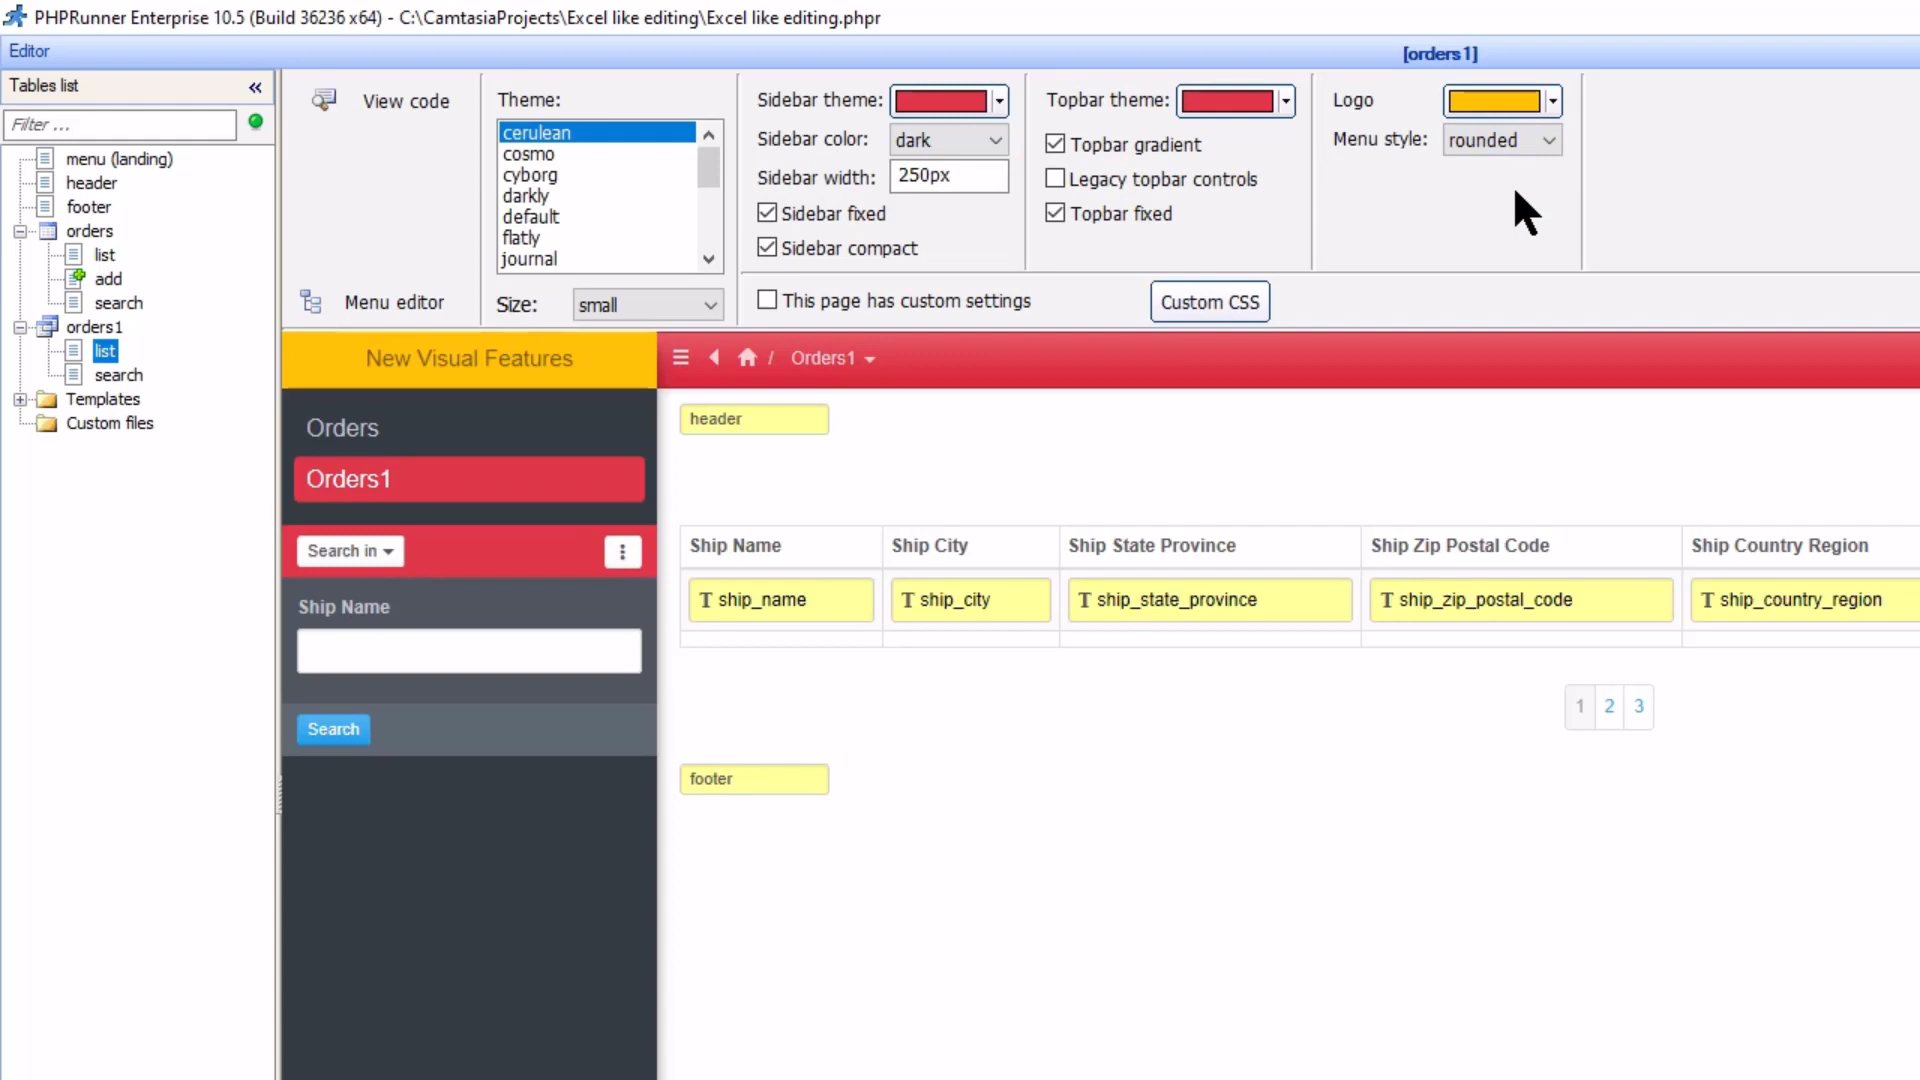 PHPRunner Enterprise 10.5 (Build 36236 x64) - C:\CamtasiaProjects\Excel like editing\Excel like editing.phpr
Editor
[orders1]
Tables list
«
Filter ...
menu (landing)
header
footer
orders
list
add
search
orders1
list
search
Templates
Custom files
View code
Menu editor
Theme:
cerulean
cosmo
cyborg
darkly
default
flatly
journal
Size: small
Sidebar theme:
Sidebar color: dark
Sidebar width: 250px
Sidebar fixed
Sidebar compact
Topbar theme:
Topbar gradient
Legacy topbar controls
Topbar fixed
Logo
Menu style: rounded
This page has custom settings
Custom CSS
New Visual Features
/ Orders1
Orders
Orders1
Search in
Ship Name
Search
header
Ship Name Ship City Ship State Province Ship Zip Postal Code Ship Country Region
T ship_name T ship_city T ship_state_province T ship_zip_postal_code T ship_country_region
1 2 3
footer